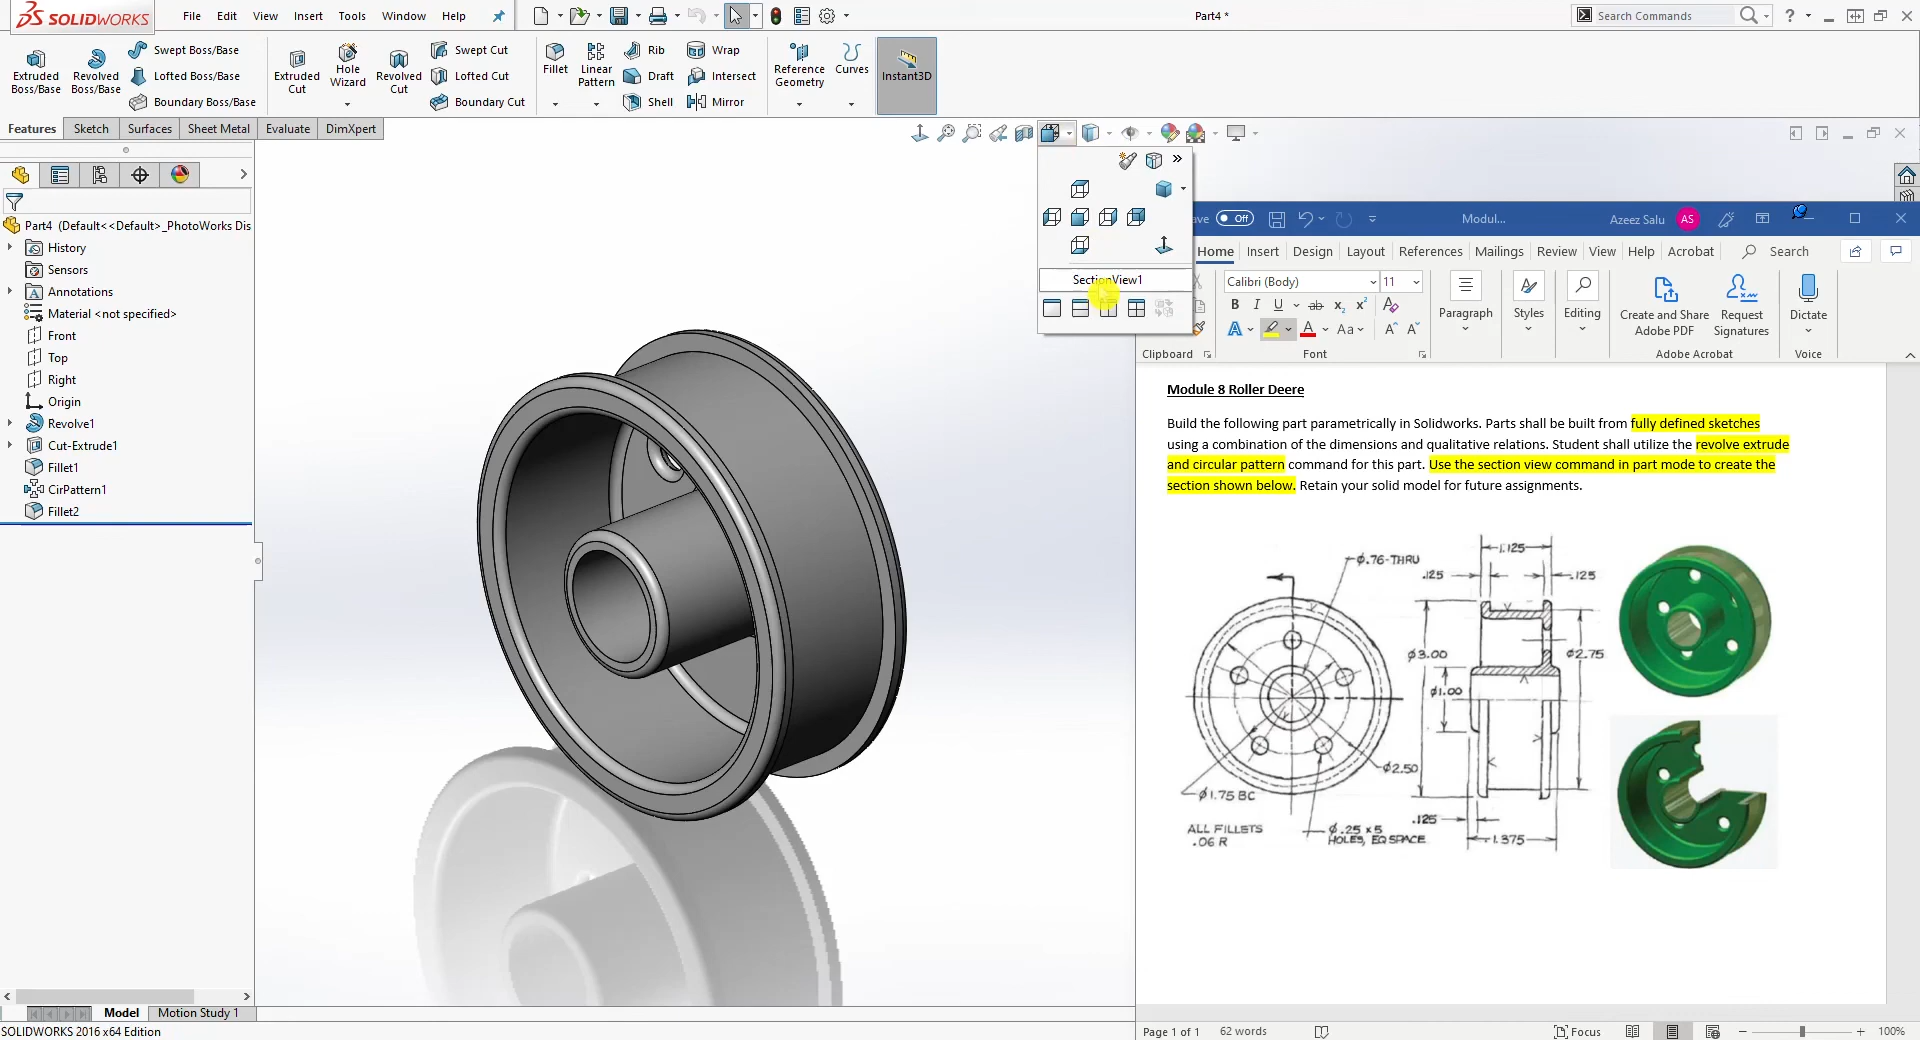 SOLIDWORKS
File Edit View Insert Tools Window Help
Part4 *
Search Commands
Extruded Boss/Base
Revolved Boss/Base
Swept Boss/Base
Lofted Boss/Base
Boundary Boss/Base
Extruded Cut
Hole Wizard
Revolved Cut
Swept Cut
Lofted Cut
Boundary Cut
Fillet
Linear Pattern
Rib
Draft
Shell
Wrap
Intersect
Mirror
Reference Geometry
Curves
Instant3D
Features Sketch Surfaces Sheet Metal Evaluate DimXpert
Part4 (Default<<Default>_PhotoWorks Dis
History
Sensors
Annotations
Material <not specified>
Front
Top
Right
Origin
Revolve1
Cut-Extrude1
Fillet1
CirPattern1
Fillet2
SectionView1
Model Motion Study 1
SOLIDWORKS 2016 x64 Edition
ve Off Modul... Azeez Salu AS
Home Insert Design Layout References Mailings Review View Help Acrobat Search
Calibri (Body) 11
B I U ab x₂ x²
A A Aa A A
Paragraph
Styles
Editing
Create and Share Adobe PDF
Request Signatures
Dictate
Clipboard Font Adobe Acrobat Voice
Module 8 Roller Deere
Build the following part parametrically in Solidworks. Parts shall be built from fully defined sketches
using a combination of the dimensions and qualitative relations. Student shall utilize the revolve extrude
and circular pattern command for this part. Use the section view command in part mode to create the
section shown below. Retain your solid model for future assignments.
1.125
Ø.76-THRU
.125
.125
Ø3.00
Ø2.75
Ø1.00
Ø2.50
Ø1.75 BC
.125
ALL FILLETS
.06 R
Ø.25 x 5
HOLES, EQ SPACE
1.375
Page 1 of 1 62 words Focus 100%